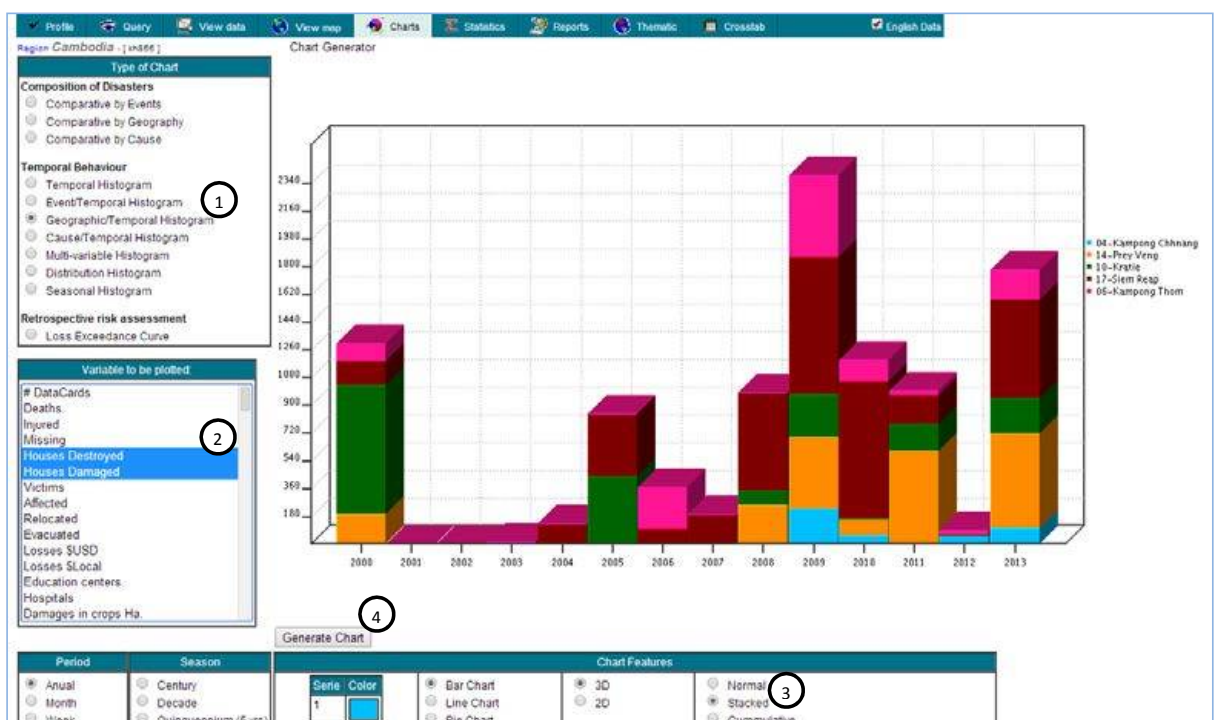 Profile Query View data View map Charts Statistics Reports Thematic Crosstab English Data
Region Cambodia -
Chart Generator
Type of Chart
Composition of Disasters
Comparative by Events
Comparative by Geography
Comparative by Cause
Temporal Behaviour
Temporal Histogram
Event/Temporal Histogram
Geographic/Temporal Histogram
Cause/Temporal Histogram
Multi-variable Histogram
Distribution Histogram
Seasonal Histogram
Retrospective risk assessment
Loss Exceedance Curve
1
Variable to be plotted:
# DataCards
Deaths
Injured
Missing
Houses Destroyed
Houses Damaged
Victims
Affected
Relocated
Evacuated
Losses $USD
Losses $Local
Education centers
Hospitals
Damages in crops Ha.
2
2340
2160
1980
1800
1620
1440
1260
1080
900
720
540
360
180
2000 2001 2002 2003 2004 2005 2006 2007 2008 2009 2010 2011 2012 2013
04-Kampong Chhnang
14-Prey Veng
10-Kratie
17-Siem Reap
06-Kampong Thom
4
Generate Chart
Period
Anual
Month
Week
Season
Century
Decade
Quinquennium (5 yrs)
Chart Features
Serie Color
1
Bar Chart
Line Chart
Pie Chart
3D
2D
Normal
Stacked
Cummulative
3